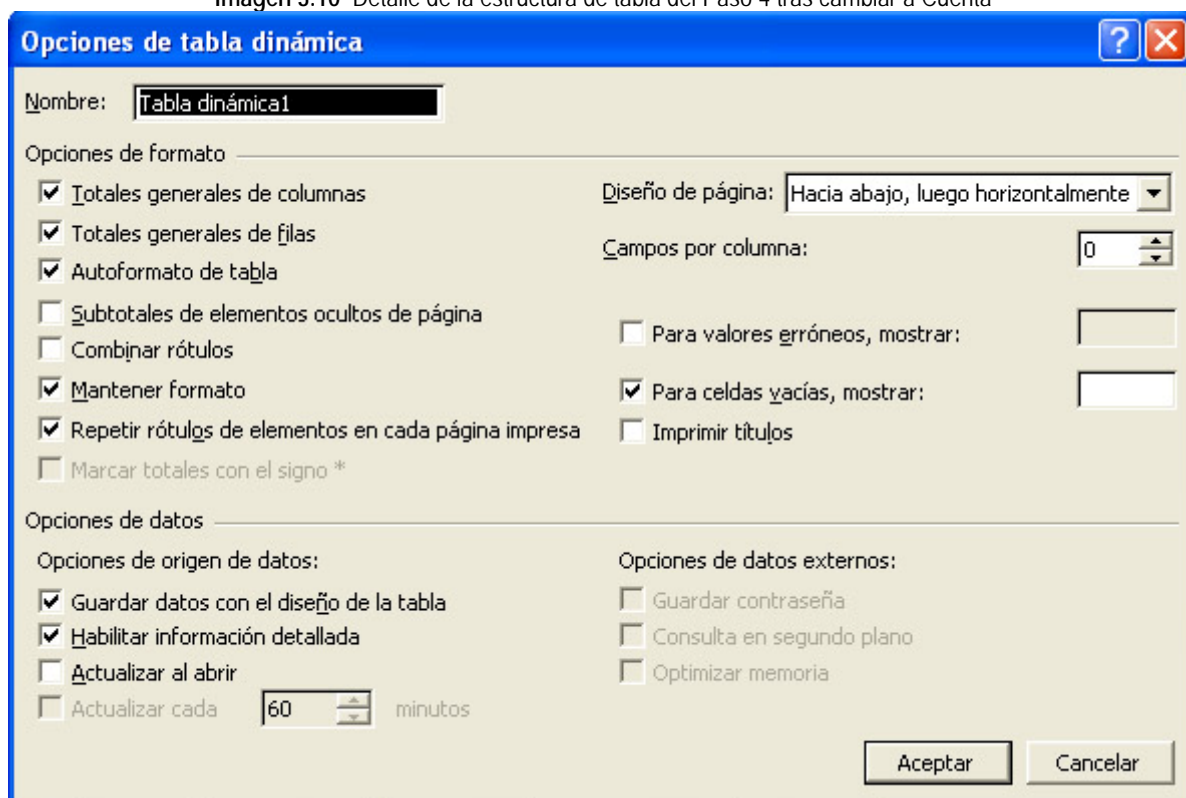 Imagen 5.10 Detalle de la estructura de tabla del Paso 4 tras cambiar a Cuenta
Opciones de tabla dinámica
Nombre: Tabla dinámica1
Opciones de formato
Totales generales de columnas
Diseño de página: Hacia abajo, luego horizontalmente
Totales generales de filas
Campos por columna: 0
Autoformato de tabla
Subtotales de elementos ocultos de página
Para valores erróneos, mostrar:
Combinar rótulos
Mantener formato
Para celdas vacías, mostrar:
Repetir rótulos de elementos en cada página impresa
Imprimir títulos
Marcar totales con el signo *
Opciones de datos
Opciones de origen de datos:
Opciones de datos externos:
Guardar datos con el diseño de la tabla
Guardar contraseña
Habilitar información detallada
Consulta en segundo plano
Actualizar al abrir
Optimizar memoria
Actualizar cada 60 minutos
Aceptar
Cancelar